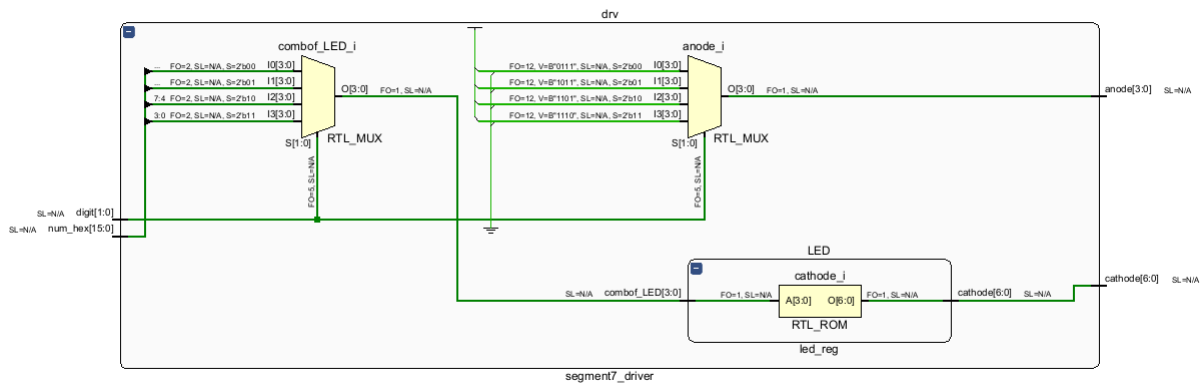 drv
combof_LED_i
anode_i
... FO=2, SL=N/A, S=2'b00 I0[3:0]
... FO=2, SL=N/A, S=2'b01 I1[3:0]
7:4 FO=2, SL=N/A, S=2'b10 I2[3:0]
3:0 FO=2, SL=N/A, S=2'b11 I3[3:0]
O[3:0] FO=1, SL=N/A
S[1:0]
RTL_MUX
FO=5, SL=N/A
FO=12, V=B"0111", SL=N/A, S=2'b00 I0[3:0]
FO=12, V=B"1011", SL=N/A, S=2'b01 I1[3:0]
FO=12, V=B"1101", SL=N/A, S=2'b10 I2[3:0]
FO=12, V=B"1110", SL=N/A, S=2'b11 I3[3:0]
O[3:0] FO=1, SL=N/A
S[1:0]
RTL_MUX
FO=5, SL=N/A
anode[3:0] SL=N/A
SL=N/A digit[1:0]
SL=N/A num_hex[15:0]
LED
cathode_i
SL=N/A combof_LED[3:0] FO=1, SL=N/A A[3:0] O[6:0] FO=1, SL=N/A cathode[6:0] SL=N/A
cathode[6:0] SL=N/A
RTL_ROM
led_reg
segment7_driver